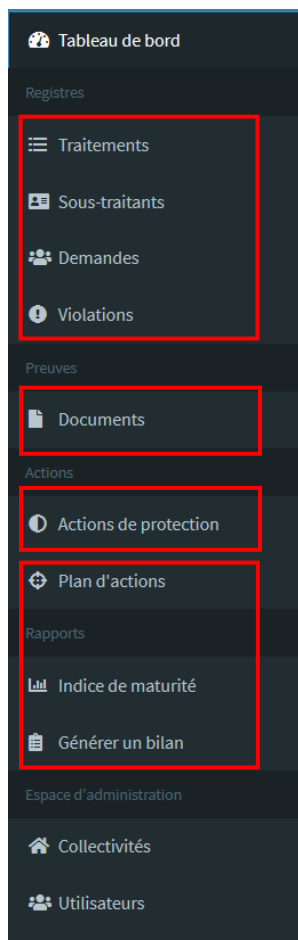 Tableau de bord
Registres
Traitements
Sous-traitants
Demandes
Violations
Preuves
Documents
Actions
Actions de protection
Plan d'actions
Rapports
Indice de maturité
Générer un bilan
Espace d'administration
Collectivités
Utilisateurs